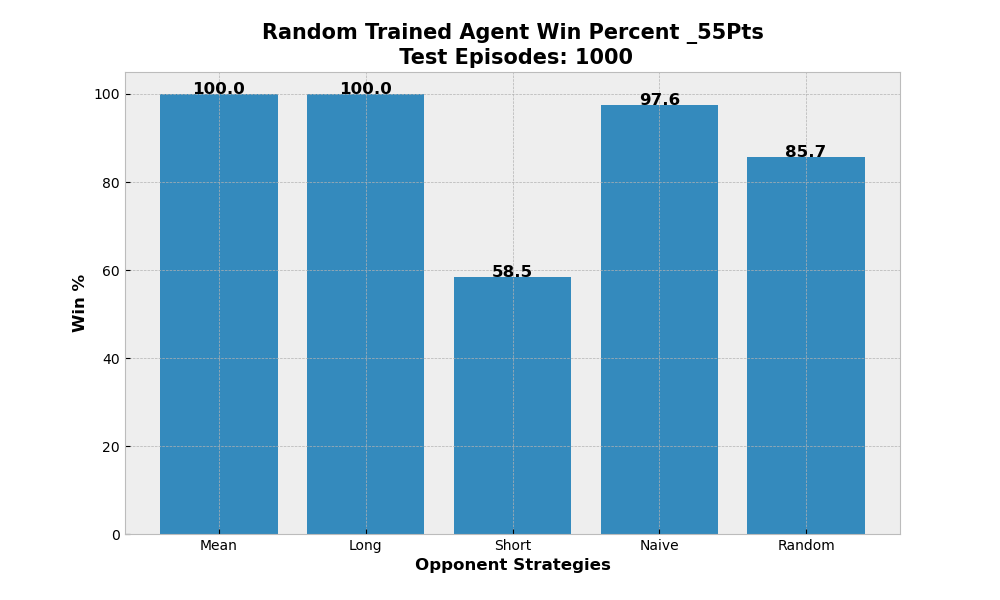 Random Trained Agent Win Percent _55Pts
Test Episodes: 1000
100.0
100.0
58.5
97.6
85.7
Win %
100
80
60
40
20
0
Mean
Long
Short
Naive
Random
Opponent Strategies